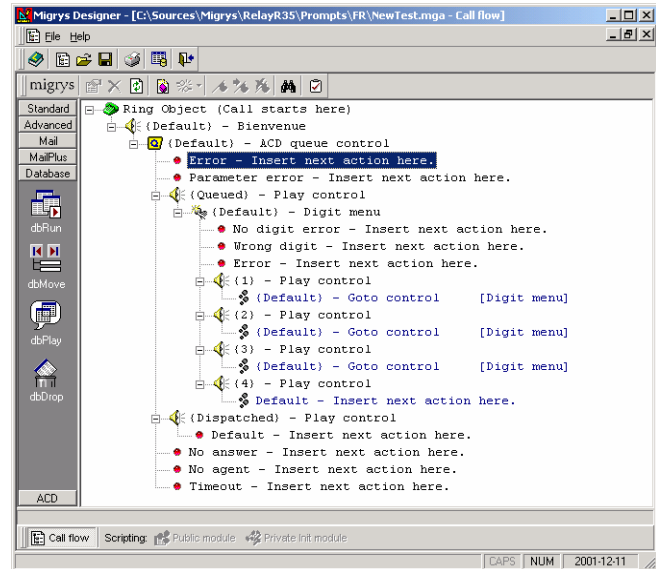 Migrys Designer - [C:\Sources\Migrys\RelayR35\Prompts\FR\NewTest.mga - Call flow]
File Help
migrys
Standard
Advanced
Mail
MailPlus
Database
dbRun
dbMove
dbPlay
dbDrop
ACD
Ring Object (Call starts here)
{Default} - Bienvenue
{Default} - ACD queue control
Error - Insert next action here.
Parameter error - Insert next action here.
{Queued} - Play control
{Default} - Digit menu
No digit error - Insert next action here.
Wrong digit - Insert next action here.
Error - Insert next action here.
{1} - Play control
{Default} - Goto control [Digit menu]
{2} - Play control
{Default} - Goto control [Digit menu]
{3} - Play control
{Default} - Goto control [Digit menu]
{4} - Play control
Default - Insert next action here.
{Dispatched} - Play control
Default - Insert next action here.
No answer - Insert next action here.
No agent - Insert next action here.
Timeout - Insert next action here.
Call flow Scripting: Public module Private Init module
CAPS NUM 2001-12-11